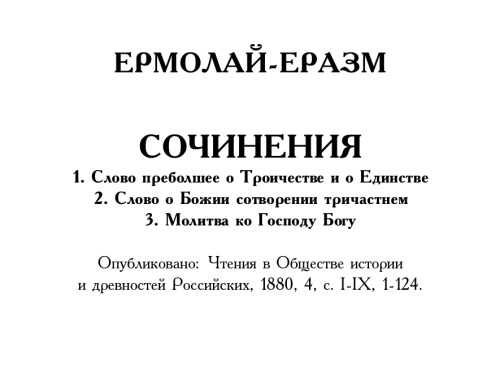 ЕРМОЛАЙ-ЕРАЗМ
СОЧИНЕНИЯ
1. Слово преболшее о Троичестве и о Единстве
2. Слово о Божии сотворении тричастнем
3. Молитва ко Господу Богу
Опубликовано: Чтения в Обществе истории
и древностей Российских, 1880, 4, с. I-IX, 1-124.